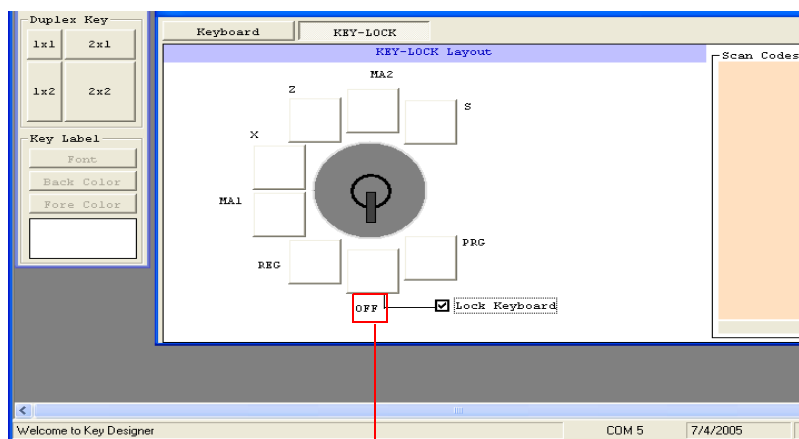 Duplex Key
1x1 2x1
1x2 2x2
Key Label
Font
Back Color
Fore Color
Keyboard KEY-LOCK
KEY-LOCK Layout
MA2
Z
S
X
MA1
PRG
REG
OFF
Lock Keyboard
Scan Codes
Welcome to Key Designer COM 5 7/4/2005